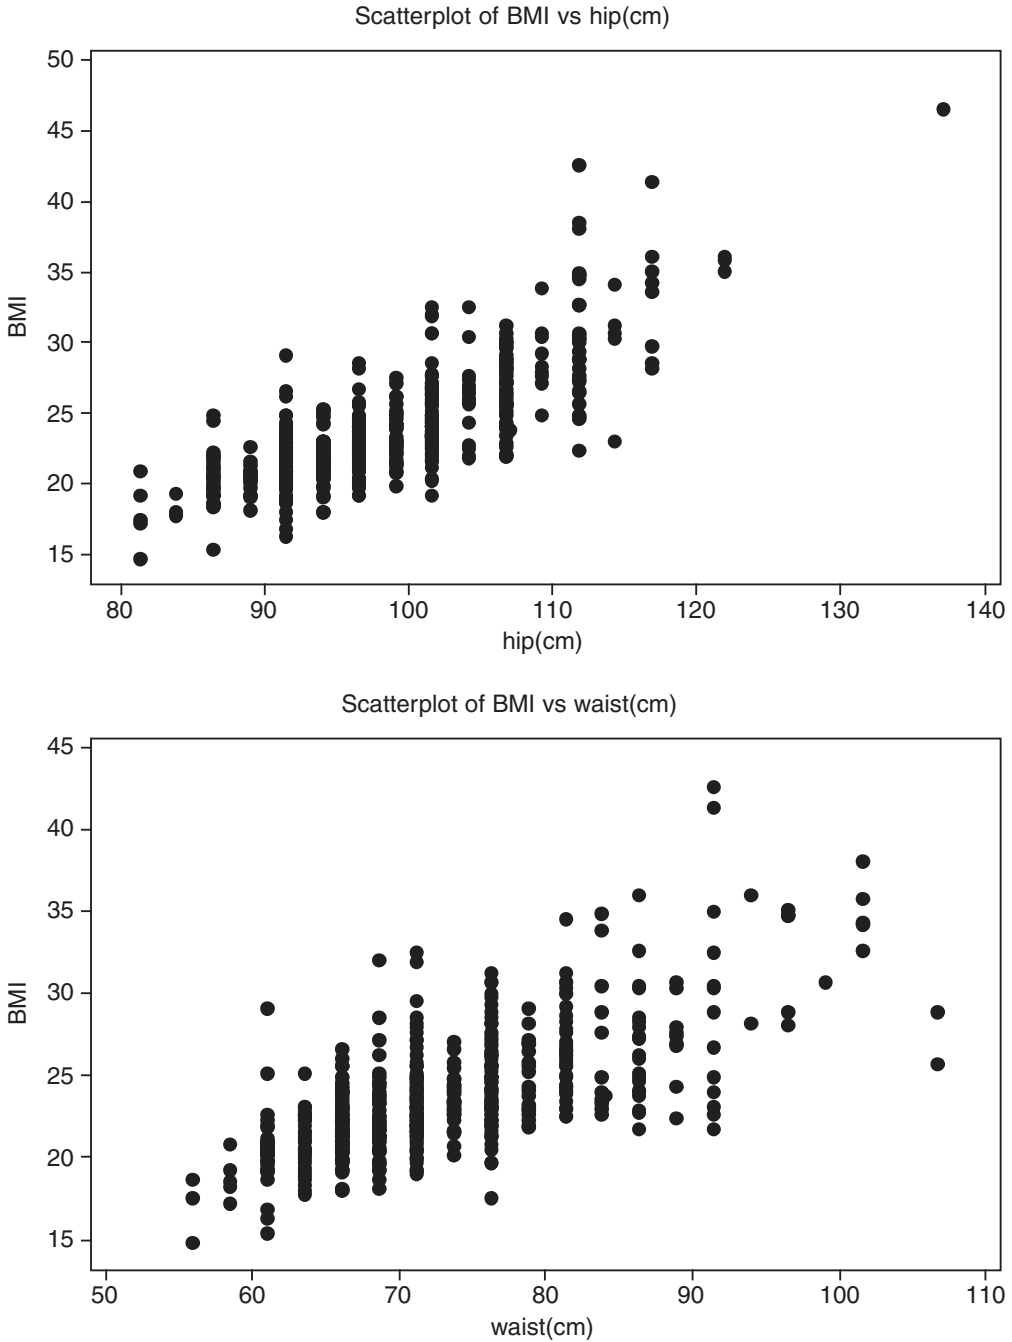 Scatterplot of BMI vs hip(cm)
50
45
40
35
30
25
20
15
BMI
80 90 100 110 120 130 140
hip(cm)
Scatterplot of BMI vs waist(cm)
45
40
35
30
25
20
15
BMI
50 60 70 80 90 100 110
waist(cm)